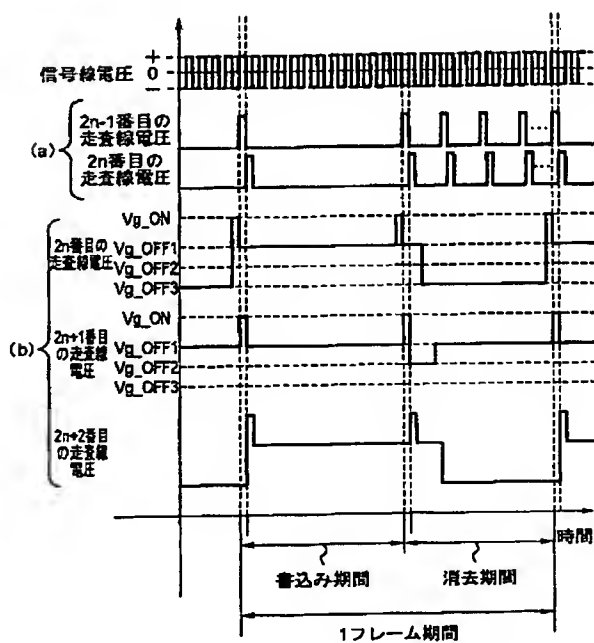 信号線電圧
+
0
−
(a)
2n-1番目の
走査線電圧
2n番目の
走査線電圧
(b)
2n番目の
走査線電圧
Vg_ON
Vg_OFF1
Vg_OFF2
Vg_OFF3
2n+1番目
の走査線
電圧
Vg_ON
Vg_OFF1
Vg_OFF2
Vg_OFF3
2n+2番目
の走査線
電圧
時間
書込み期間
消去期間
1フレーム期間